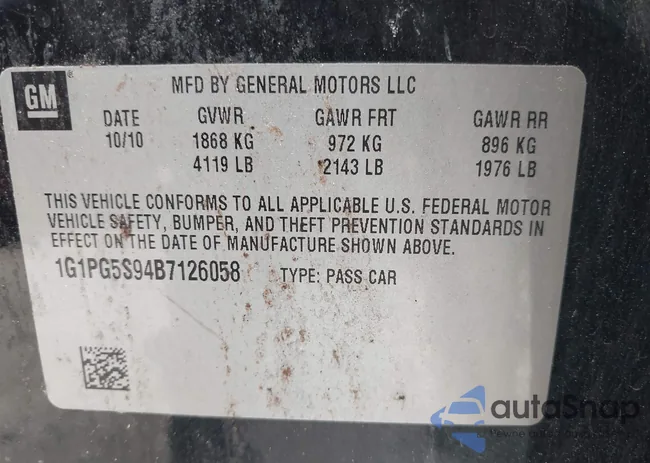 GM
MFD BY GENERAL MOTORS LLC
DATE GVWR GAWR FRT GAWR RR
10/10 1868 KG 972 KG 896 KG
4119 LB 2143 LB 1976 LB
THIS VEHICLE CONFORMS TO ALL APPLICABLE U.S. FEDERAL MOTOR
VEHICLE SAFETY, BUMPER, AND THEFT PREVENTION STANDARDS IN
EFFECT ON THE DATE OF MANUFACTURE SHOWN ABOVE.
1G1PG5S94B7126058 TYPE: PASS CAR
autoSnap
Pewne auto